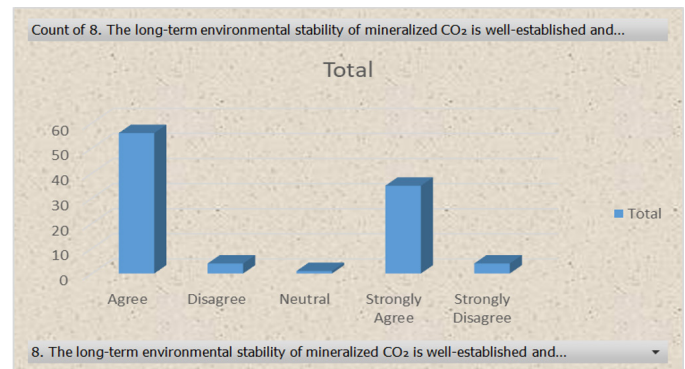 Count of 8. The long-term environmental stability of mineralized CO₂ is well-established and...
Total
60
50
40
30
20
10
0
Agree
Disagree
Neutral
Strongly
Agree
Strongly
Disagree
Total
8. The long-term environmental stability of mineralized CO₂ is well-established and...